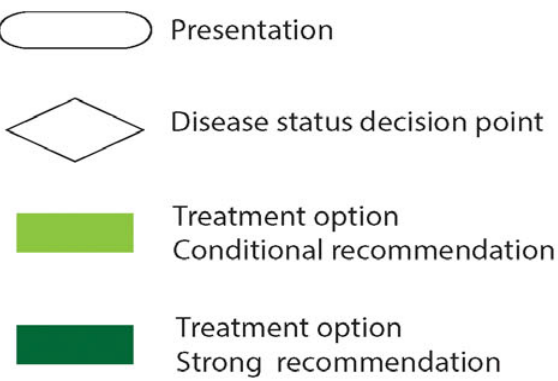 Presentation
Disease status decision point
Treatment option
Conditional recommendation
Treatment option
Strong recommendation